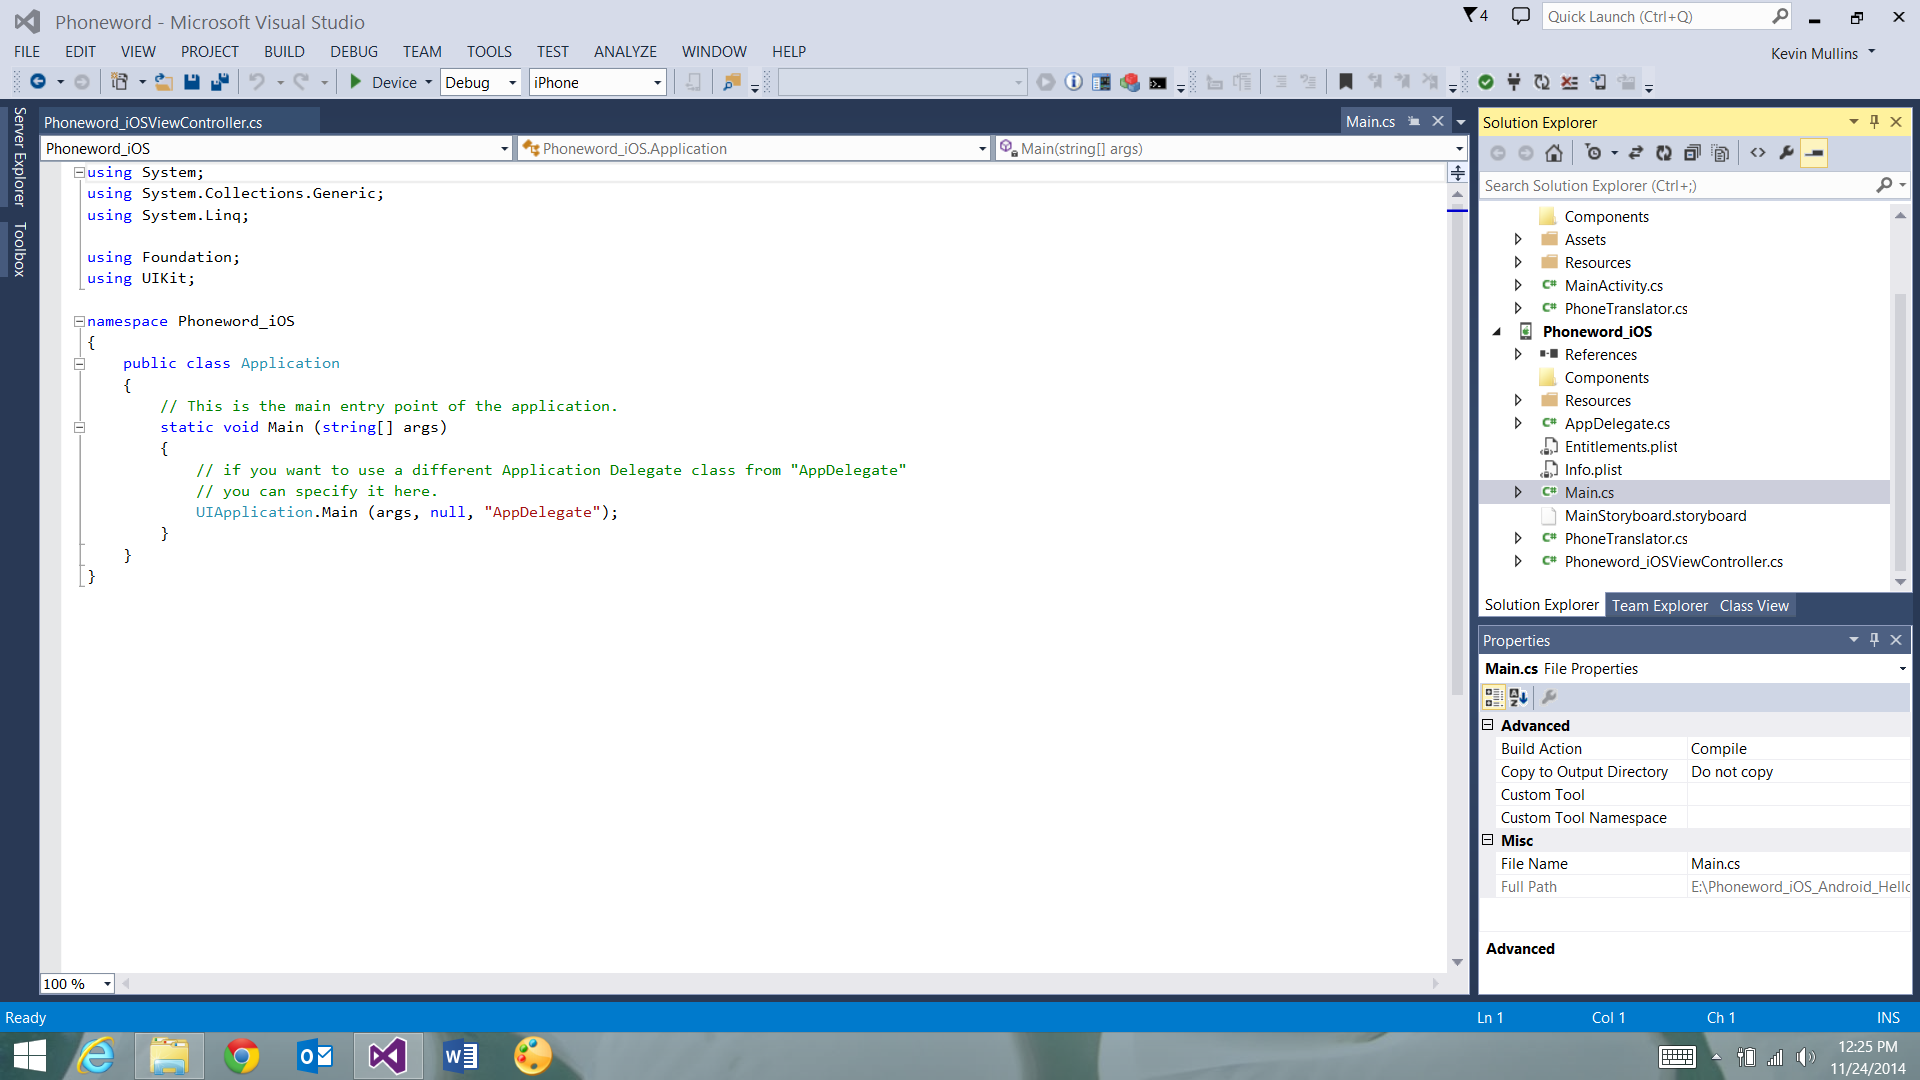 Phoneword - Microsoft Visual Studio
4
Quick Launch (Ctrl+Q)
FILE EDIT VIEW PROJECT BUILD DEBUG TEAM TOOLS TEST ANALYZE WINDOW HELP
Kevin Mullins
Device Debug iPhone
Server Explorer
Toolbox
Phoneword_iOSViewController.cs
Main.cs
Phoneword_iOS
Phoneword_iOS.Application
Main(string[] args)
using System;
using System.Collections.Generic;
using System.Linq;
using Foundation;
using UIKit;
namespace Phoneword_iOS
{
public class Application
{
// This is the main entry point of the application.
static void Main (string[] args)
{
// if you want to use a different Application Delegate class from "AppDelegate"
// you can specify it here.
UIApplication.Main (args, null, "AppDelegate");
}
}
}
100 %
Solution Explorer
Search Solution Explorer (Ctrl+;)
Components
Assets
Resources
C# MainActivity.cs
C# PhoneTranslator.cs
Phoneword_iOS
References
Components
Resources
C# AppDelegate.cs
Entitlements.plist
Info.plist
C# Main.cs
MainStoryboard.storyboard
C# PhoneTranslator.cs
C# Phoneword_iOSViewController.cs
Solution Explorer Team Explorer Class View
Properties
Main.cs File Properties
Advanced
Build Action Compile
Copy to Output Directory Do not copy
Custom Tool
Custom Tool Namespace
Misc
File Name Main.cs
Full Path E:\Phoneword_iOS_Android_Hello
Advanced
Ready
Ln 1 Col 1 Ch 1 INS
12:25 PM
11/24/2014